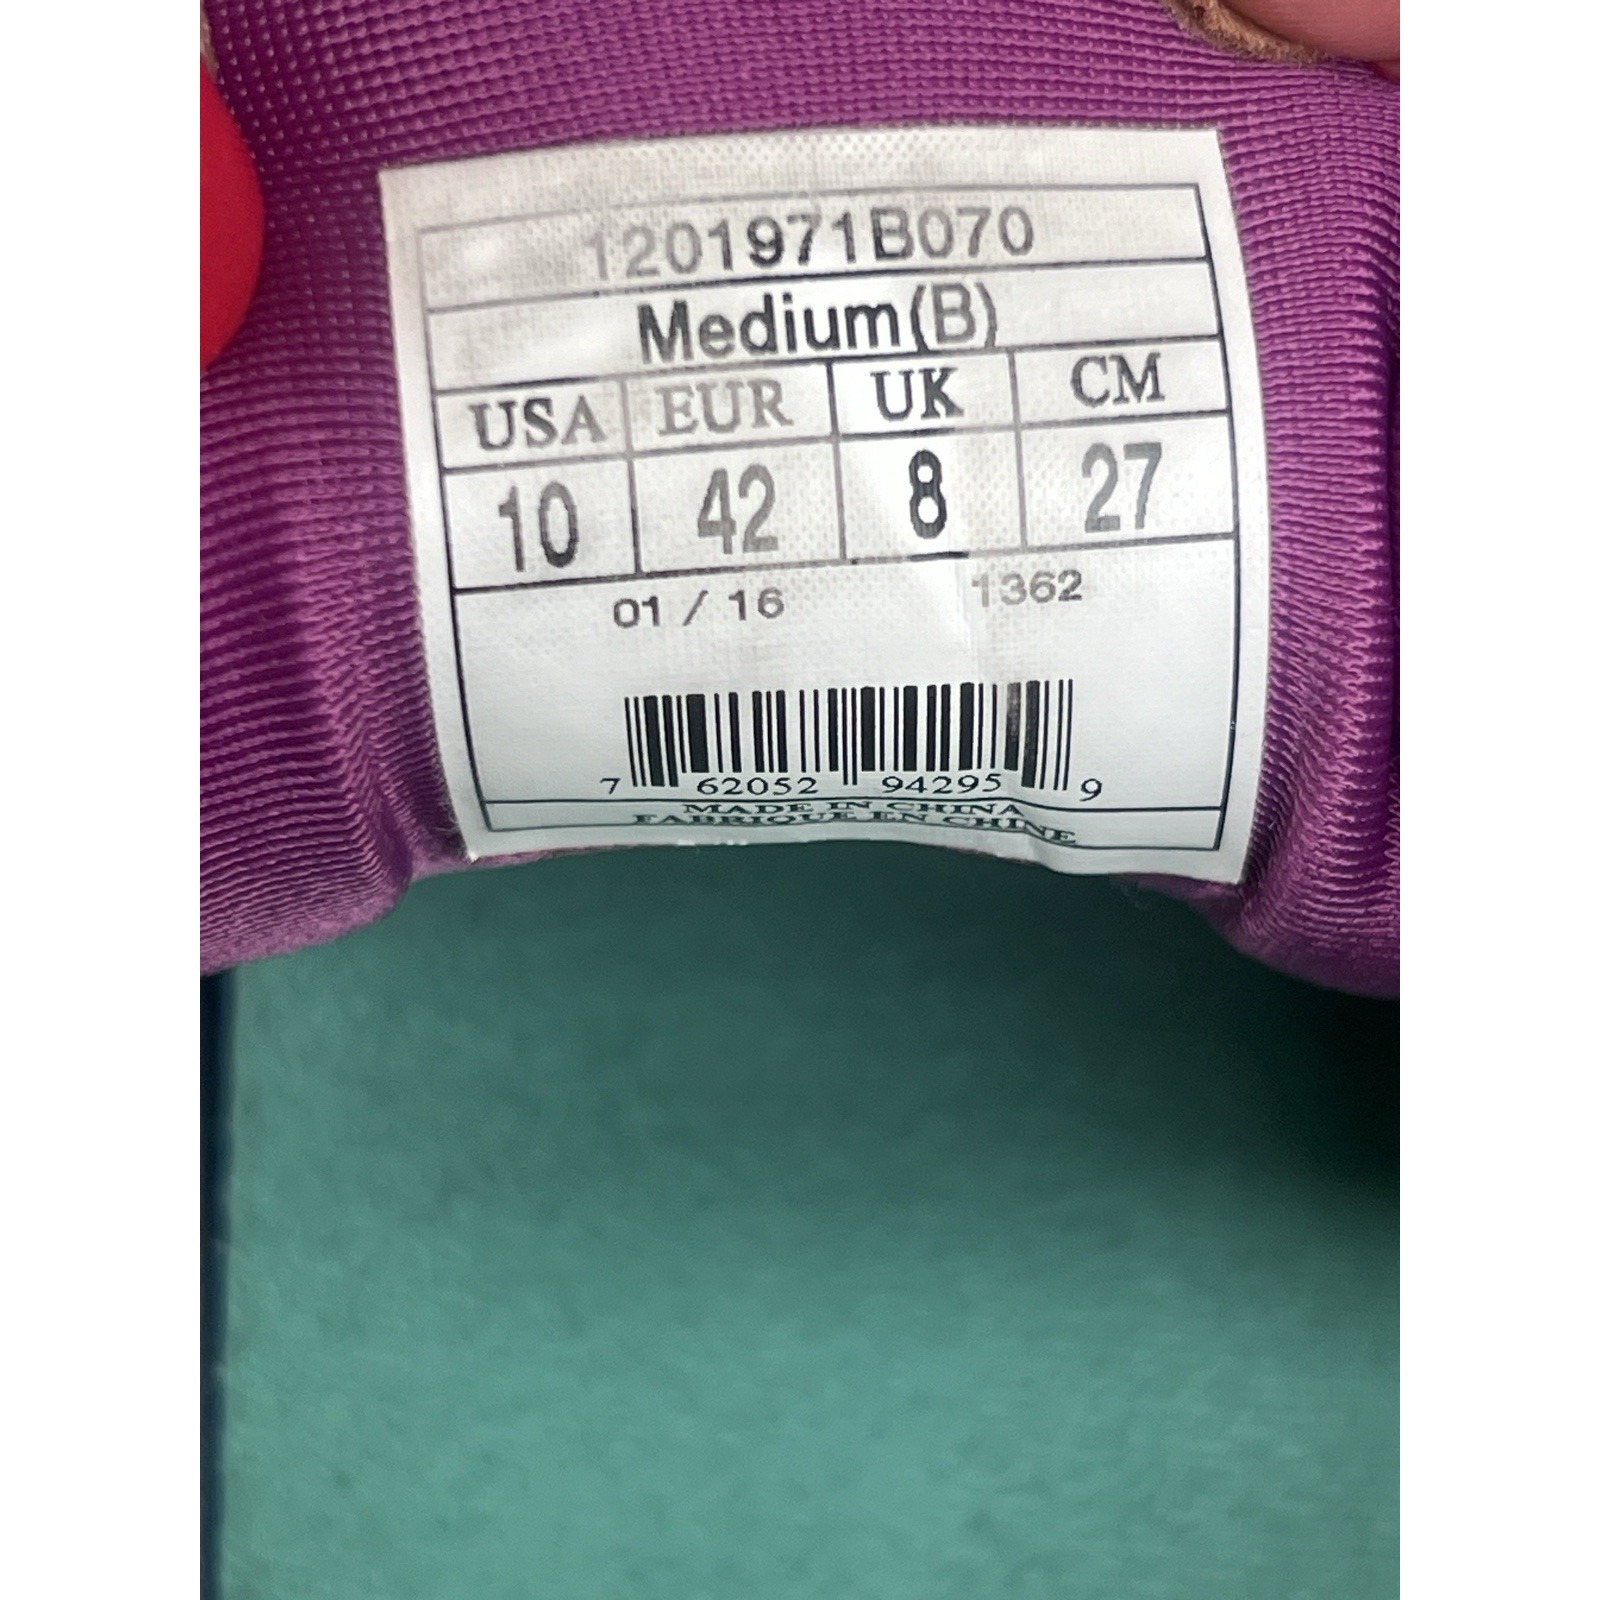 1201971B070
Medium(B)
USA EUR UK CM
10 42 8 27
01 / 16 1362
7 62052 94295 9
MADE IN CHINA
FABRIQUE EN CHINE